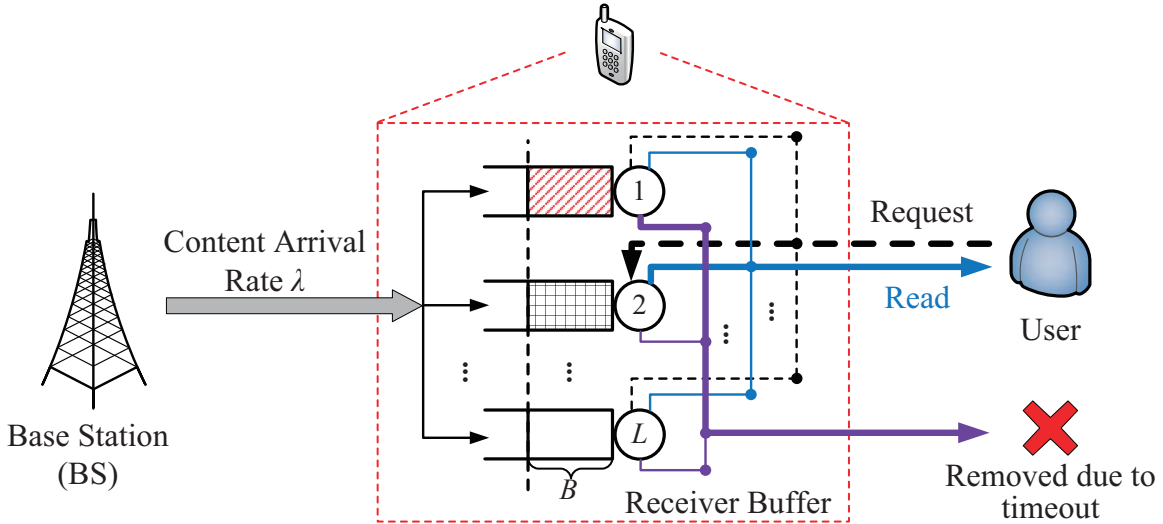 Content Arrival
Rate λ
Base Station
(BS)
1
2
L
...
...
...
...
B
Receiver Buffer
Request
Read
User
Removed due to
timeout